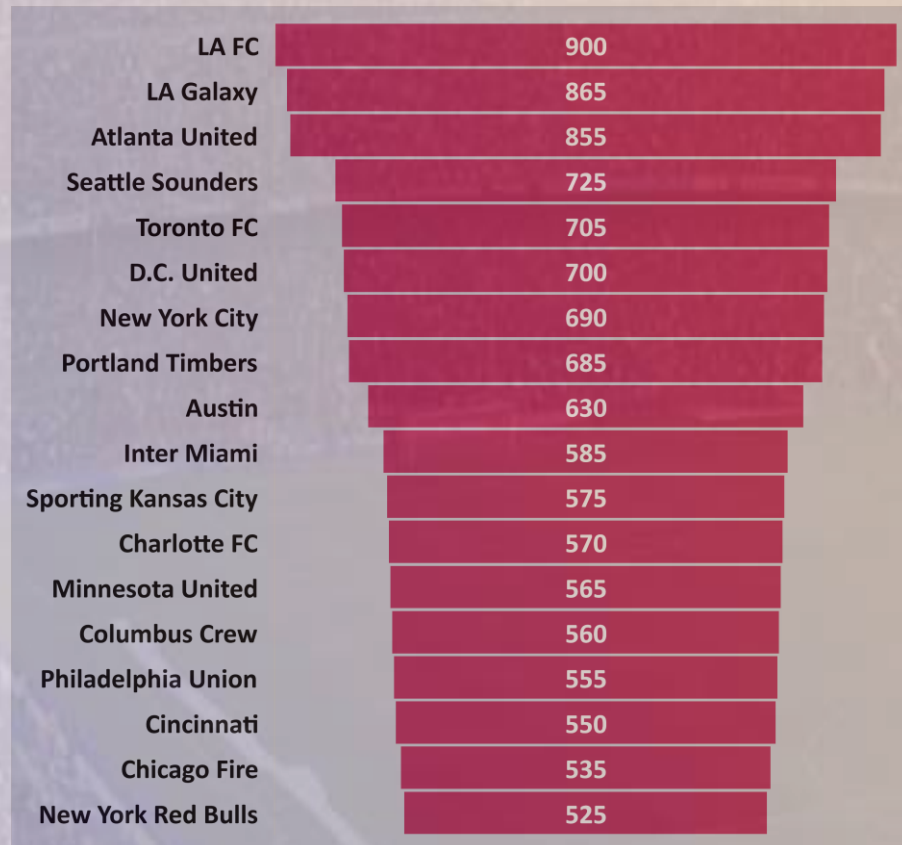 LA FC 900
LA Galaxy 865
Atlanta United 855
Seattle Sounders 725
Toronto FC 705
D.C. United 700
New York City 690
Portland Timbers 685
Austin 630
Inter Miami 585
Sporting Kansas City 575
Charlotte FC 570
Minnesota United 565
Columbus Crew 560
Philadelphia Union 555
Cincinnati 550
Chicago Fire 535
New York Red Bulls 525